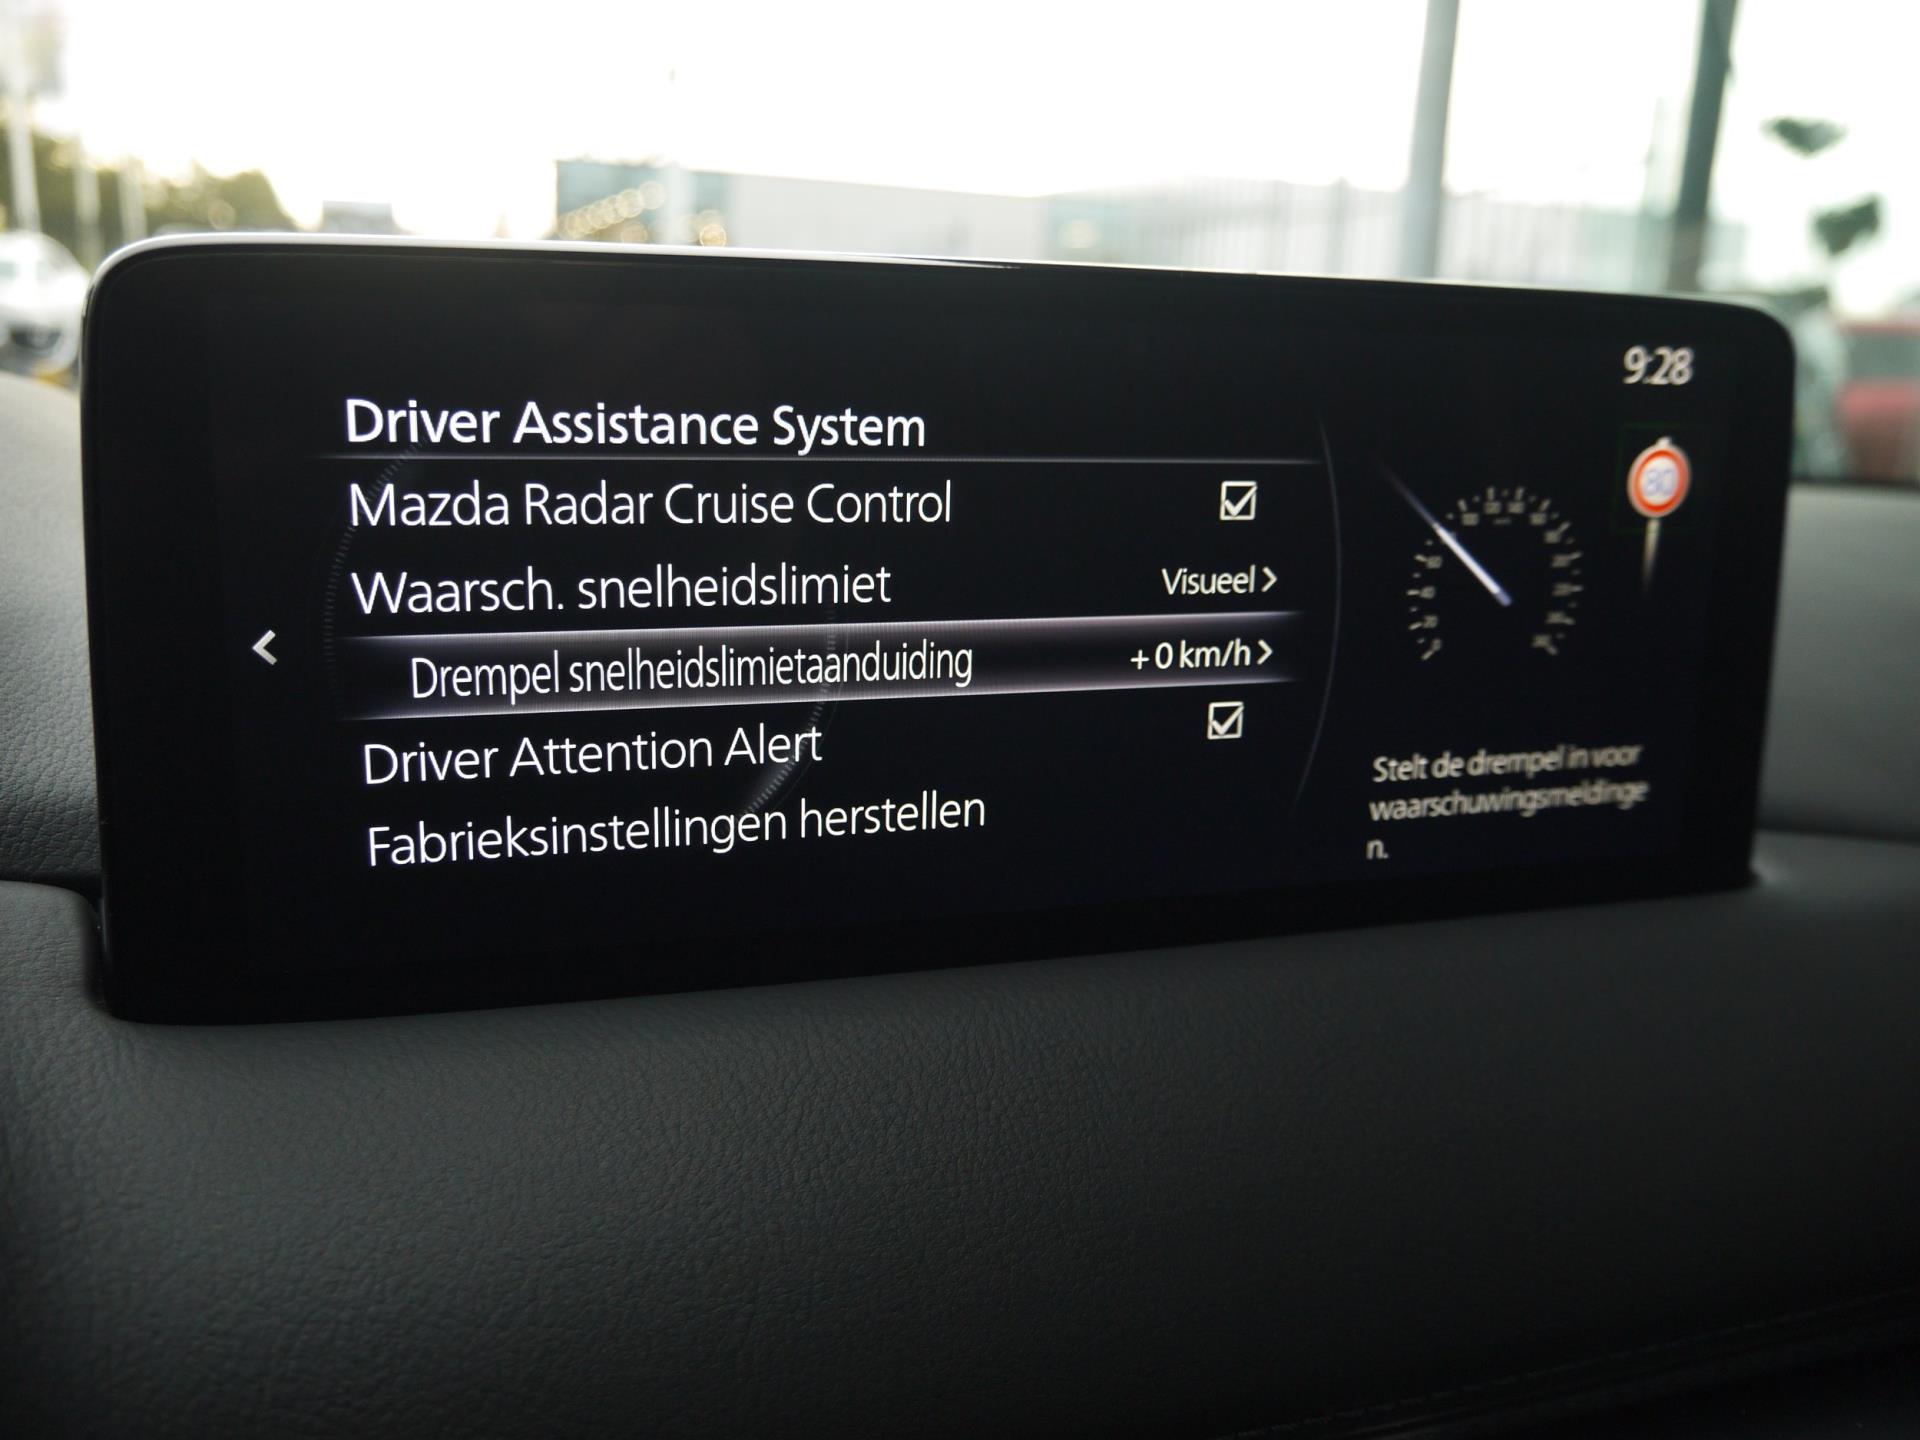 9:28
Driver Assistance System
Mazda Radar Cruise Control
Waarsch. snelheidslimiet Visueel >
Drempel snelheidslimietaanduiding +0 km/h >
Driver Attention Alert
Fabrieksinstellingen herstellen
80
Stelt de drempel in voor
waarschuwingsmeldinge
n.